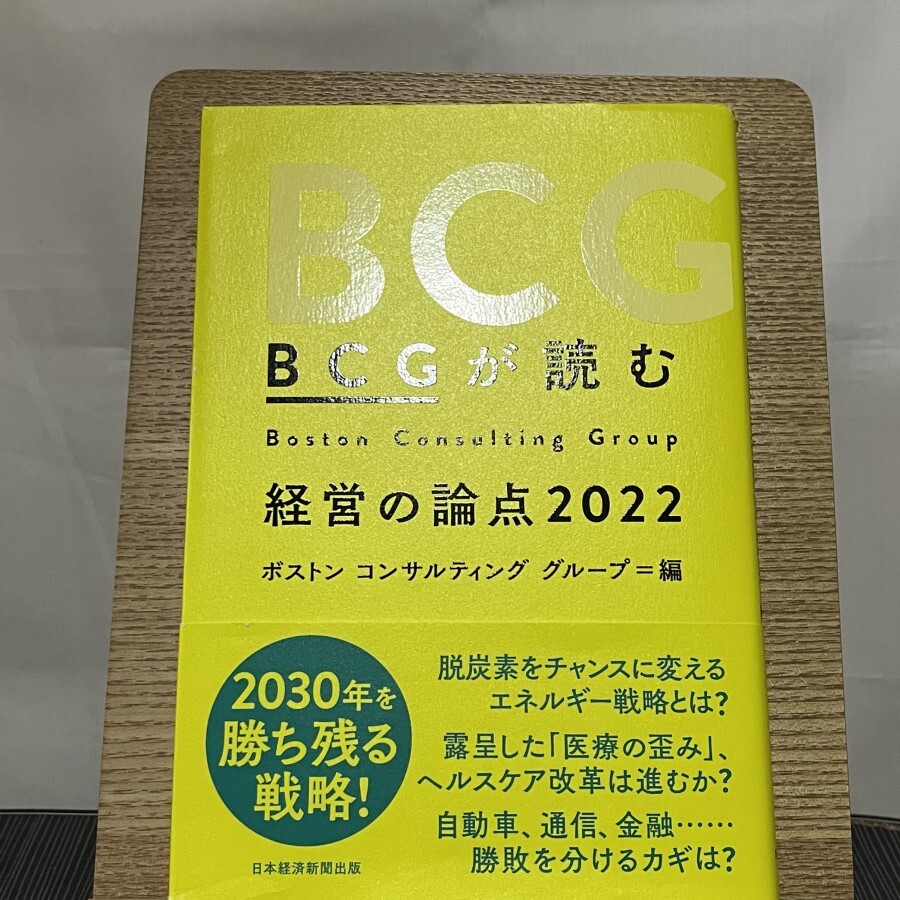 BCG
BCGが読む
Boston Consulting Group
経営の論点2022
ボストン コンサルティング グループ=編
2030年を
勝ち残る
戦略!
脱炭素をチャンスに変える
エネルギー戦略とは?
露呈した「医療の歪み」、
ヘルスケア改革は進むか?
自動車、通信、金融……
勝敗を分けるカギは?
日本経済新聞出版